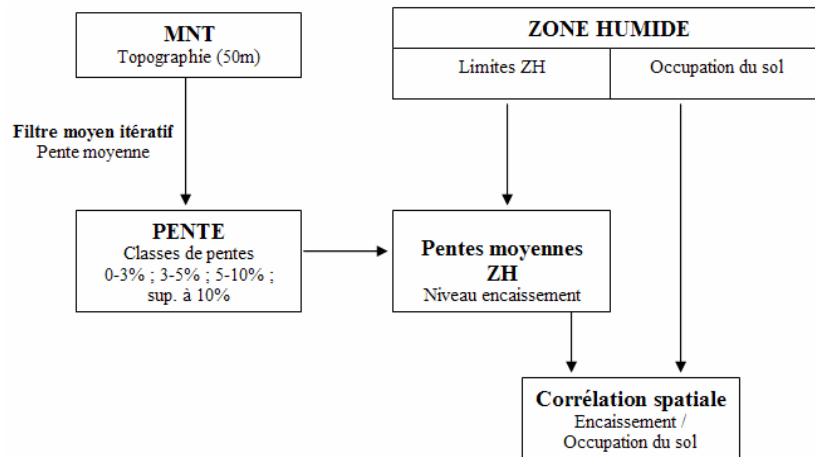 MNT
Topographie (50m)
ZONE HUMIDE
Limites ZH
Occupation du sol
Filtre moyen itératif
Pente moyenne
PENTE
Classes de pentes
0-3% ; 3-5% ; 5-10% ;
sup. à 10%
Pentes moyennes
ZH
Niveau encaissement
Corrélation spatiale
Encaissement /
Occupation du sol